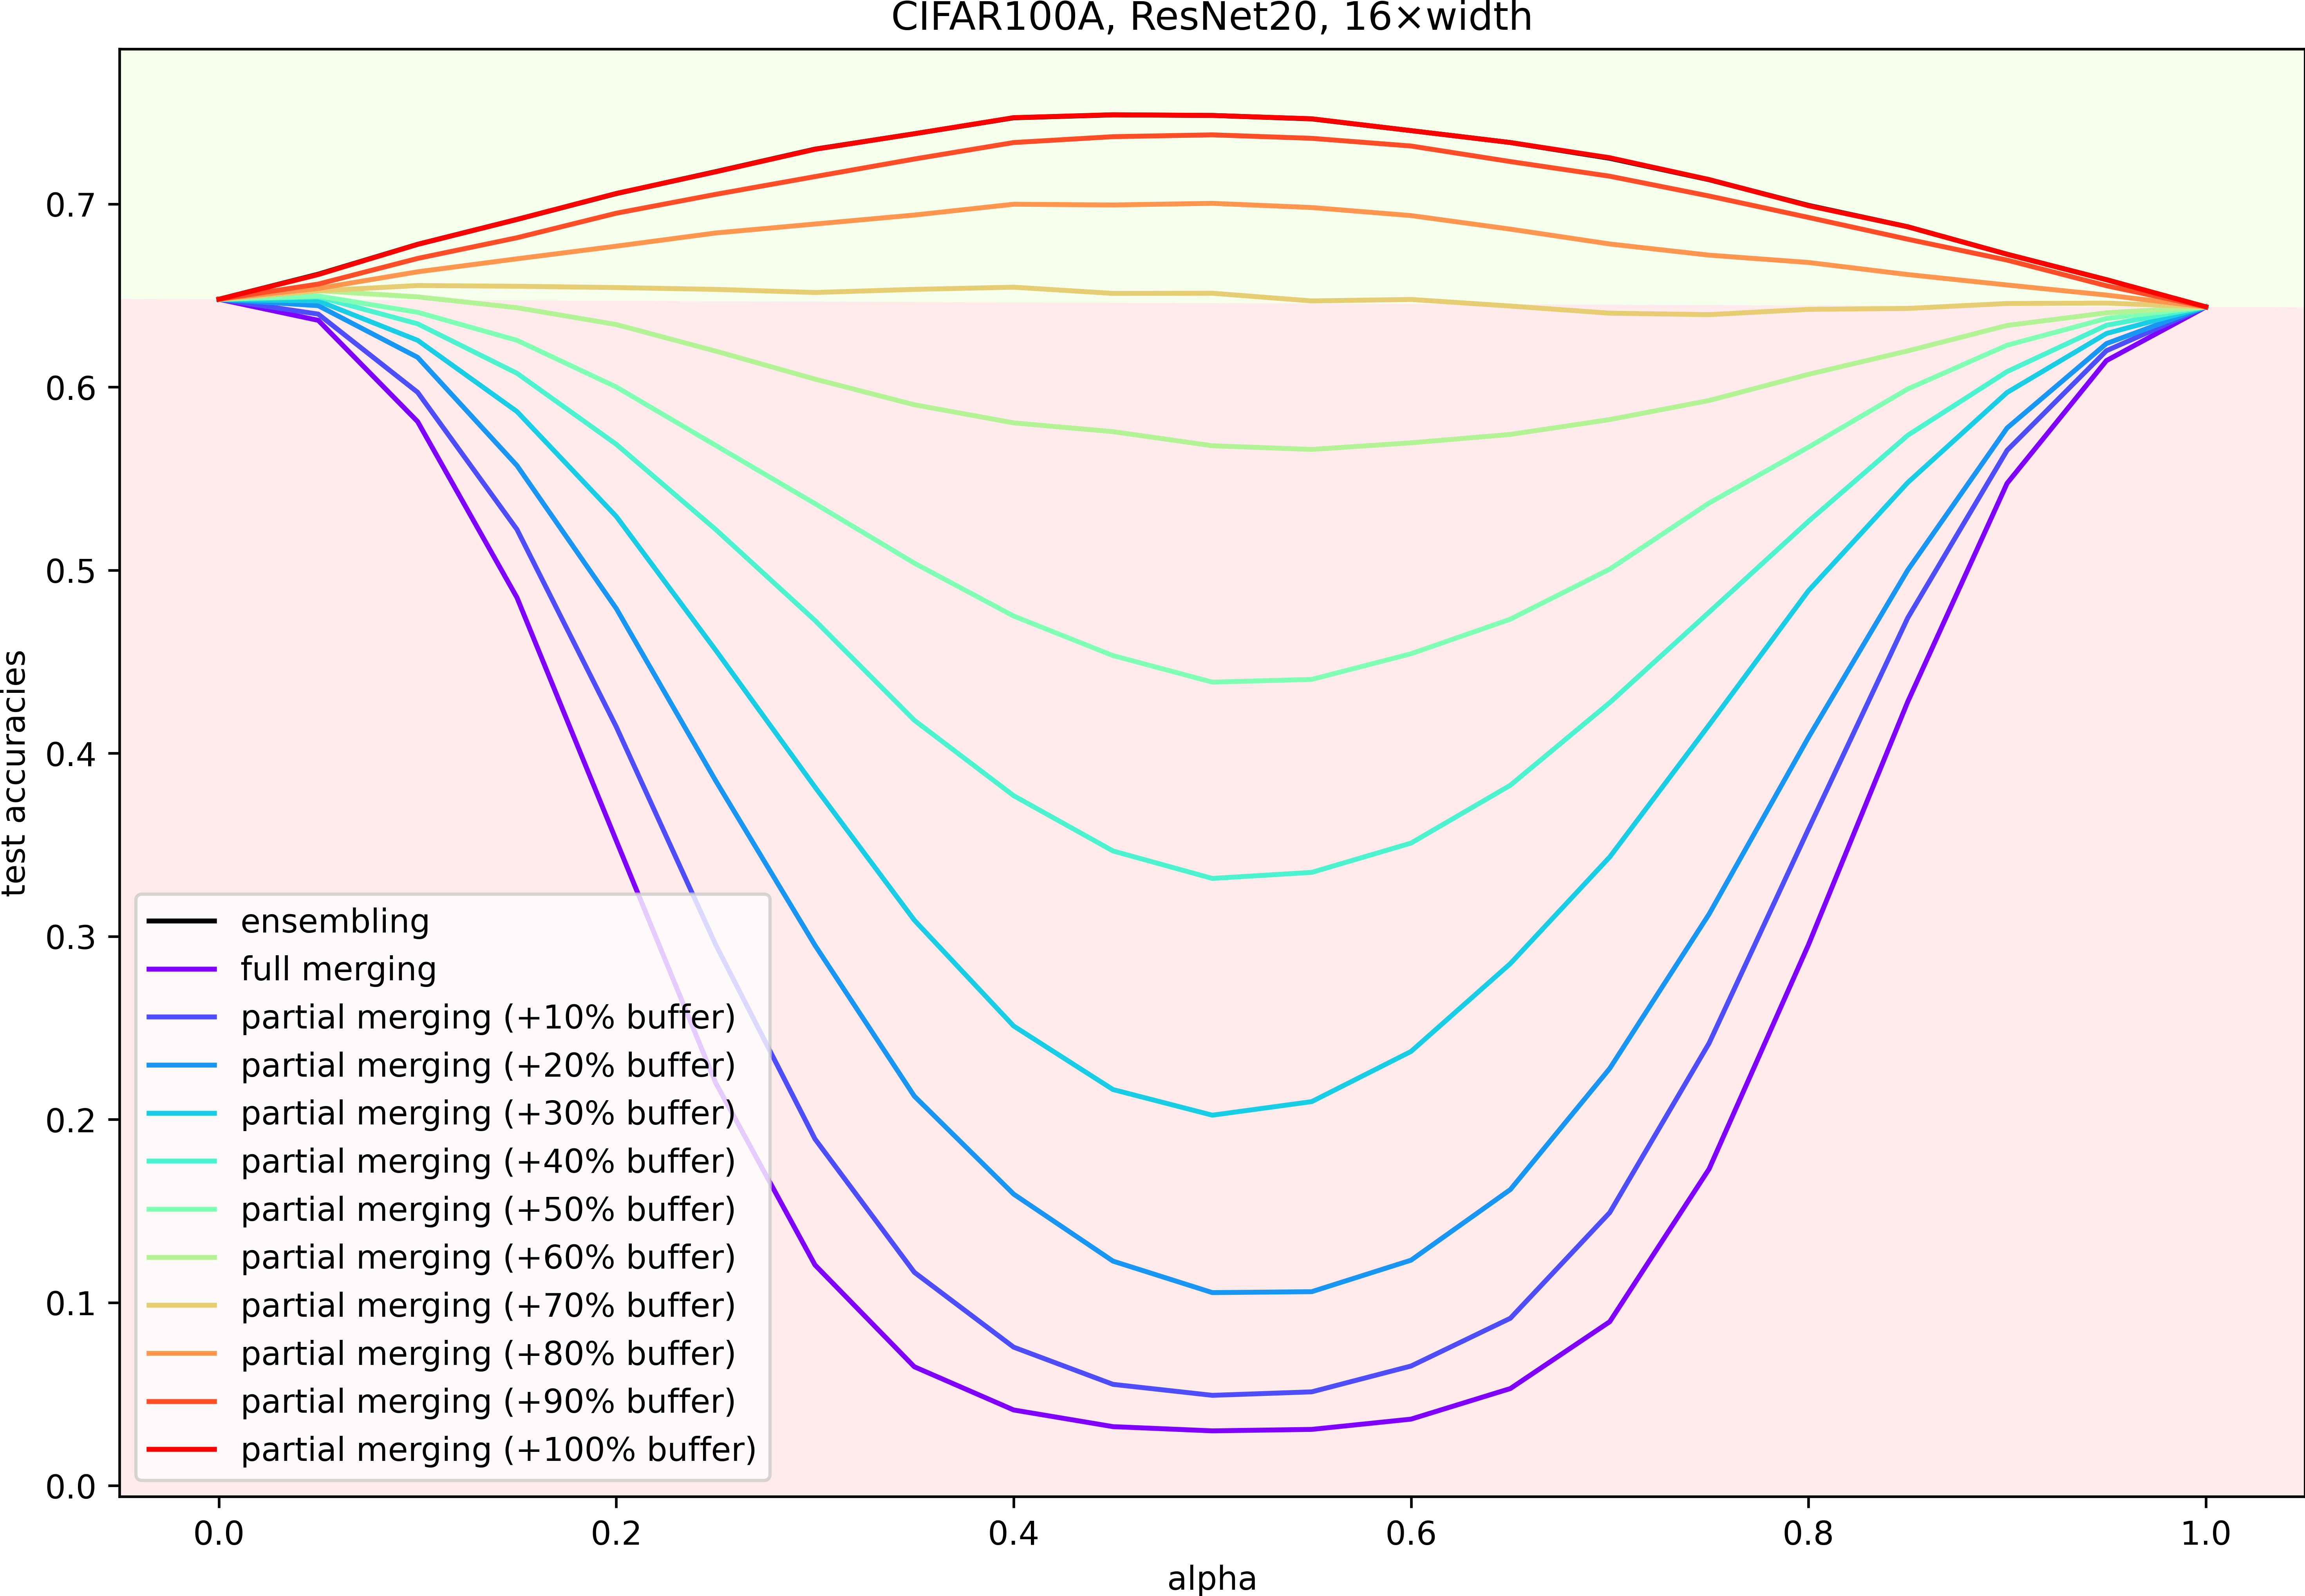 CIFAR100A, ResNet20, 16×width
test accuracies
0.7
0.6
0.5
0.4
0.3
0.2
0.1
0.0
ensembling
full merging
partial merging (+10% buffer)
partial merging (+20% buffer)
partial merging (+30% buffer)
partial merging (+40% buffer)
partial merging (+50% buffer)
partial merging (+60% buffer)
partial merging (+70% buffer)
partial merging (+80% buffer)
partial merging (+90% buffer)
partial merging (+100% buffer)
0.0 0.2 0.4 0.6 0.8 1.0
alpha